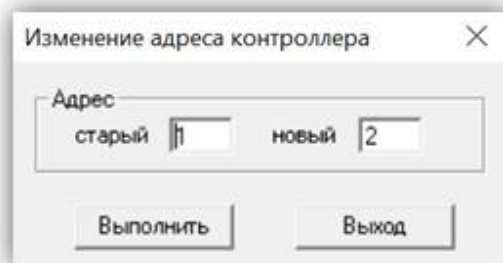 Изменение адреса контроллера
Адрес
старый 1 новый 2
Выполнить Выход